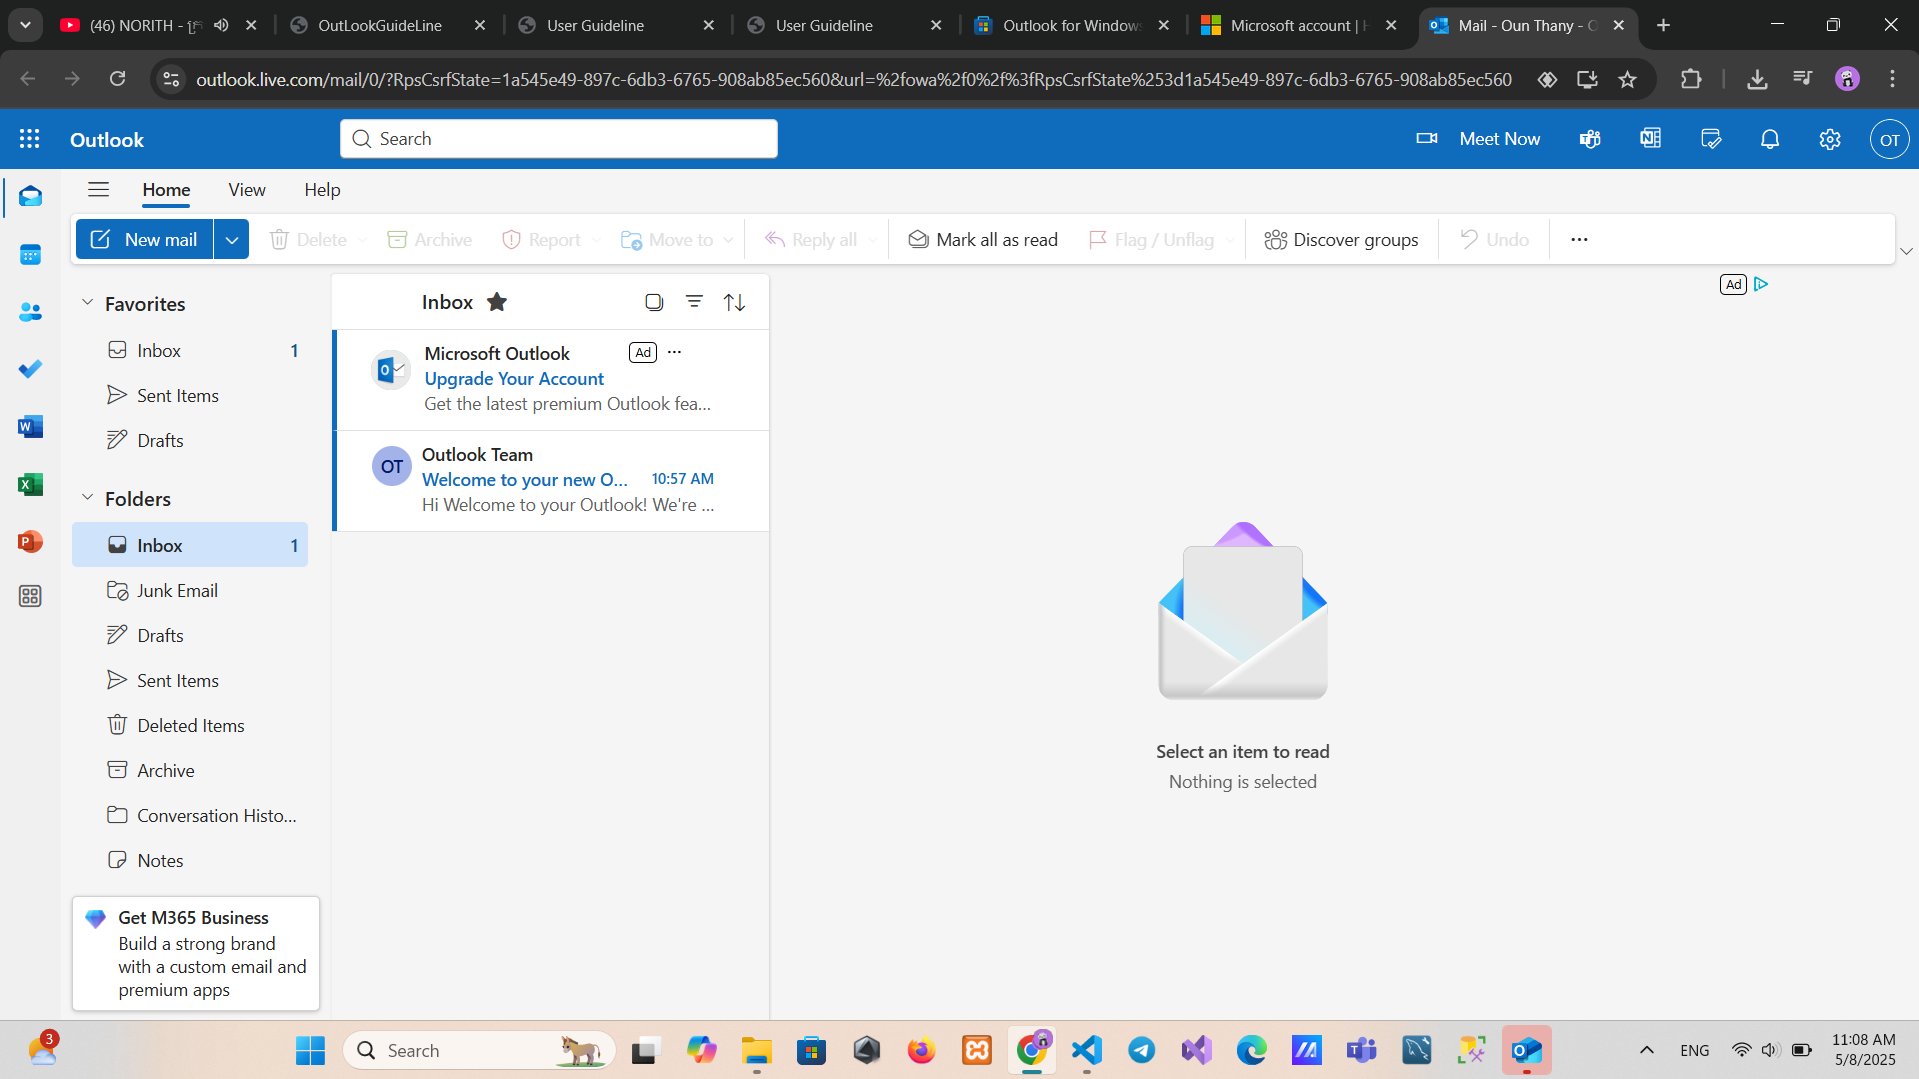 (46) NORITH -
OutLookGuideLine
User Guideline
User Guideline
Outlook for Window
Microsoft account |
Mail - Oun Thany -
outlook.live.com/mail/0/?RpsCsrfState=1a545e49-897c-6db3-6765-908ab85ec560&url=%2fowa%2f0%2f%3fRpsCsrfState%253d1a545e49-897c-6db3-6765-908ab85ec560
Outlook
Search
Meet Now
OT
Home
View
Help
New mail
Delete
Archive
Report
Move to
Reply all
Mark all as read
Flag / Unflag
Discover groups
Undo
Favorites
Inbox 1
Sent Items
Drafts
Folders
Inbox 1
Junk Email
Drafts
Sent Items
Deleted Items
Archive
Conversation Histo...
Notes
Get M365 Business
Build a strong brand
with a custom email and
premium apps
Inbox
Microsoft Outlook Ad
Upgrade Your Account
Get the latest premium Outlook fea...
OT
Outlook Team
Welcome to your new O... 10:57 AM
Hi Welcome to your Outlook! We're ...
Ad
Select an item to read
Nothing is selected
3
Search
ENG
11:08 AM
5/8/2025